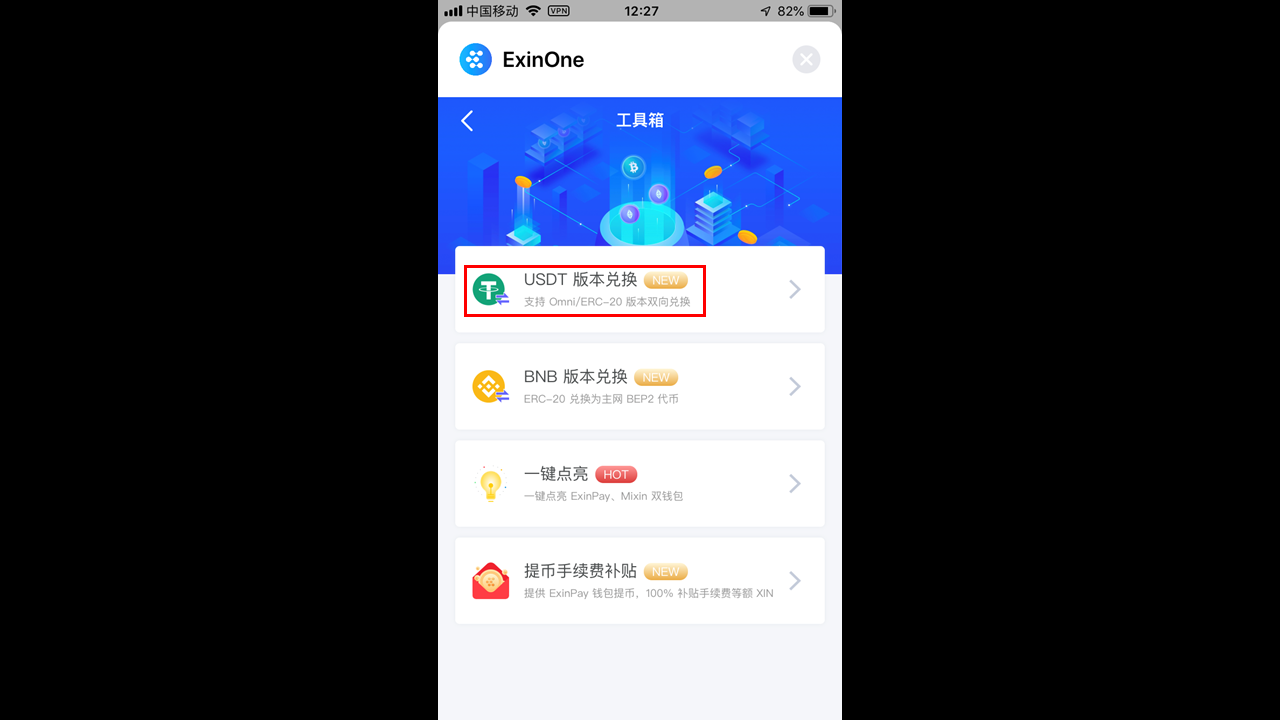 中国移动 VPN 12:27 82%
ExinOne
工具箱
USDT 版本兑换 NEW
支持 Omni/ERC-20 版本双向兑换
BNB 版本兑换 NEW
ERC-20 兑换为主网 BEP2 代币
一键点亮 HOT
一键点亮 ExinPay、Mixin 双钱包
提币手续费补贴 NEW
提供 ExinPay 钱包提币，100% 补贴手续费等额 XIN